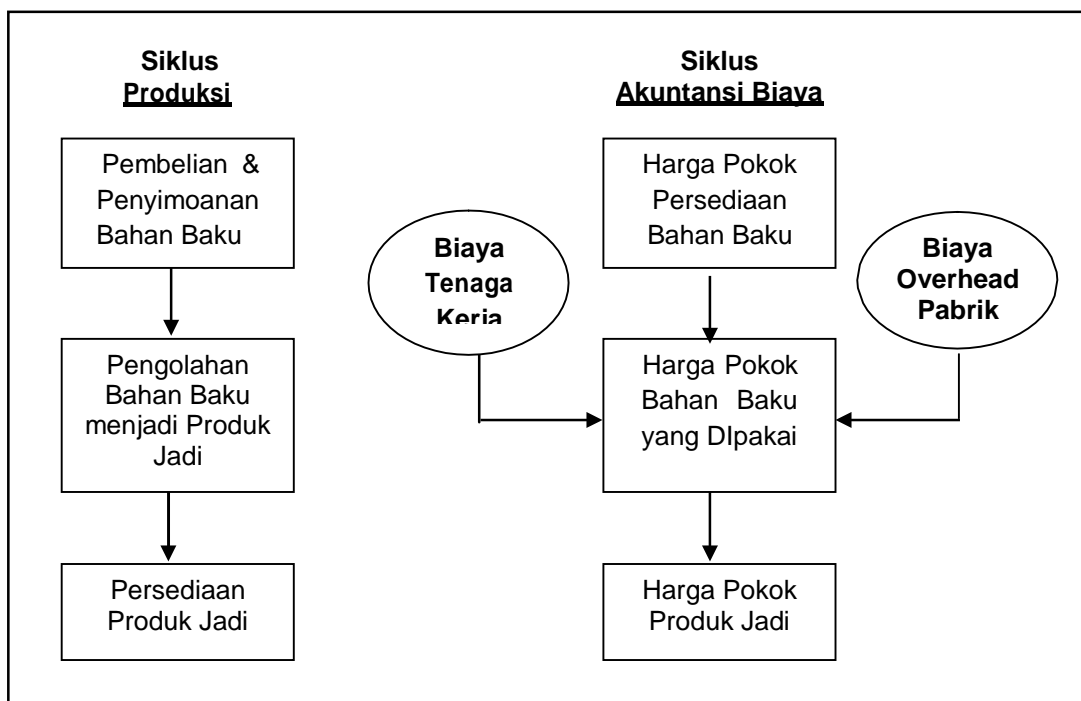 Siklus
Produksi
Pembelian &
Penyimoanan
Bahan Baku
Pengolahan
Bahan Baku
menjadi Produk
Jadi
Persediaan
Produk Jadi
Siklus
Akuntansi Biaya
Harga Pokok
Persediaan
Bahan Baku
Biaya
Tenaga
Kerja
Biaya
Overhead
Pabrik
Harga Pokok
Bahan Baku
yang DIpakai
Harga Pokok
Produk Jadi